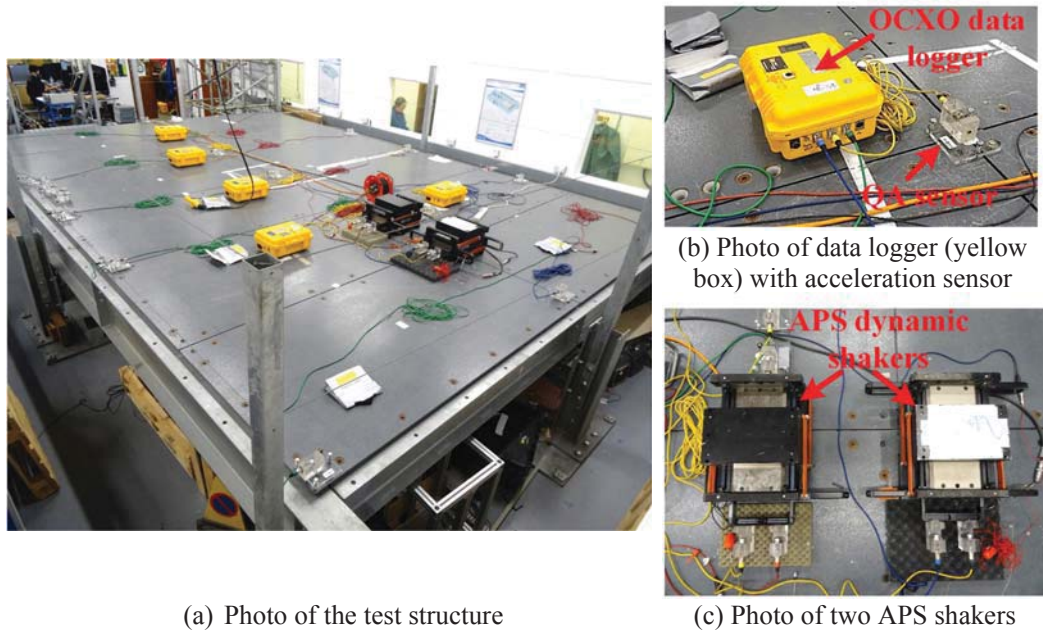 OCXO data
logger
QA sensor
(b) Photo of data logger (yellow
box) with acceleration sensor
APS dynamic
shakers
(a) Photo of the test structure
(c) Photo of two APS shakers